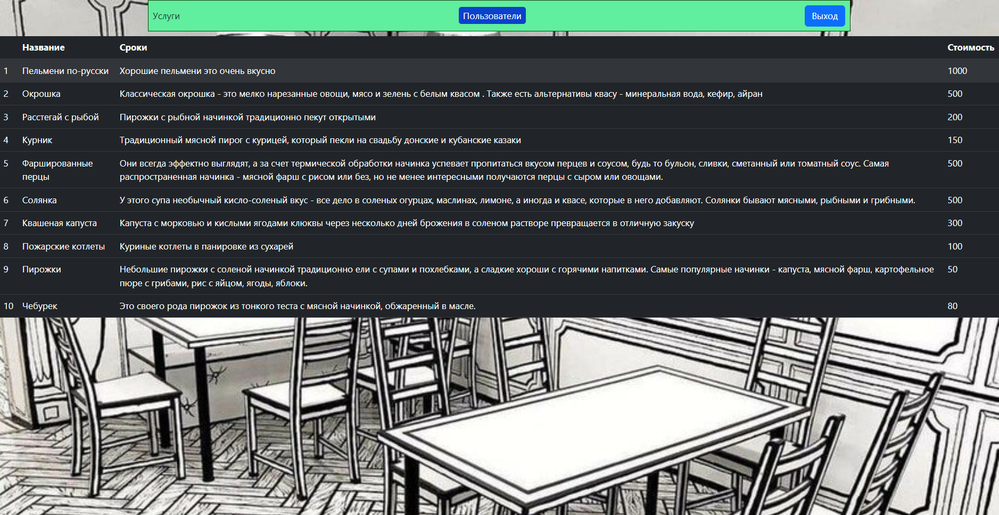 Услуги Пользователи Выход
Название Сроки Стоимость
1 Пельмени по-русски Хорошие пельмени это очень вкусно 1000
2 Окрошка Классическая окрошка - это мелко нарезанные овощи, мясо и зелень с белым квасом . Также есть альтернативы квасу - минеральная вода, кефир, айран 500
3 Расстегай с рыбой Пирожки с рыбной начинкой традиционно пекут открытыми 200
4 Курник Традиционный мясной пирог с курицей, который пекли на свадьбу донские и кубанские казаки 150
5 Фаршированные Они всегда эффектно выглядят, а за счет термической обработки начинка успевает пропитаться вкусом перцев и соусом, будь то бульон, сливки, сметанный или томатный соус. Самая 500
перцы распространенная начинка - мясной фарш с рисом или без, но не менее интересными получаются перцы с сыром или овощами.
6 Солянка У этого супа необычный кисло-соленый вкус - все дело в соленых огурцах, маслинах, лимоне, а иногда и квасе, которые в него добавляют. Солянки бывают мясными, рыбными и грибными. 500
7 Квашеная капуста Капуста с морковью и кислыми ягодами клюквы через несколько дней брожения в соленом растворе превращается в отличную закуску 300
8 Пожарские котлеты Куриные котлеты в панировке из сухарей 100
9 Пирожки Небольшие пирожки с соленой начинкой традиционно ели с супами и похлебками, а сладкие хороши с горячими напитками. Самые популярные начинки - капуста, мясной фарш, картофельное 50
пюре с грибами, рис с яйцом, ягоды, яблоки.
10 Чебурек Это своего рода пирожок из тонкого теста с мясной начинкой, обжаренный в масле. 80